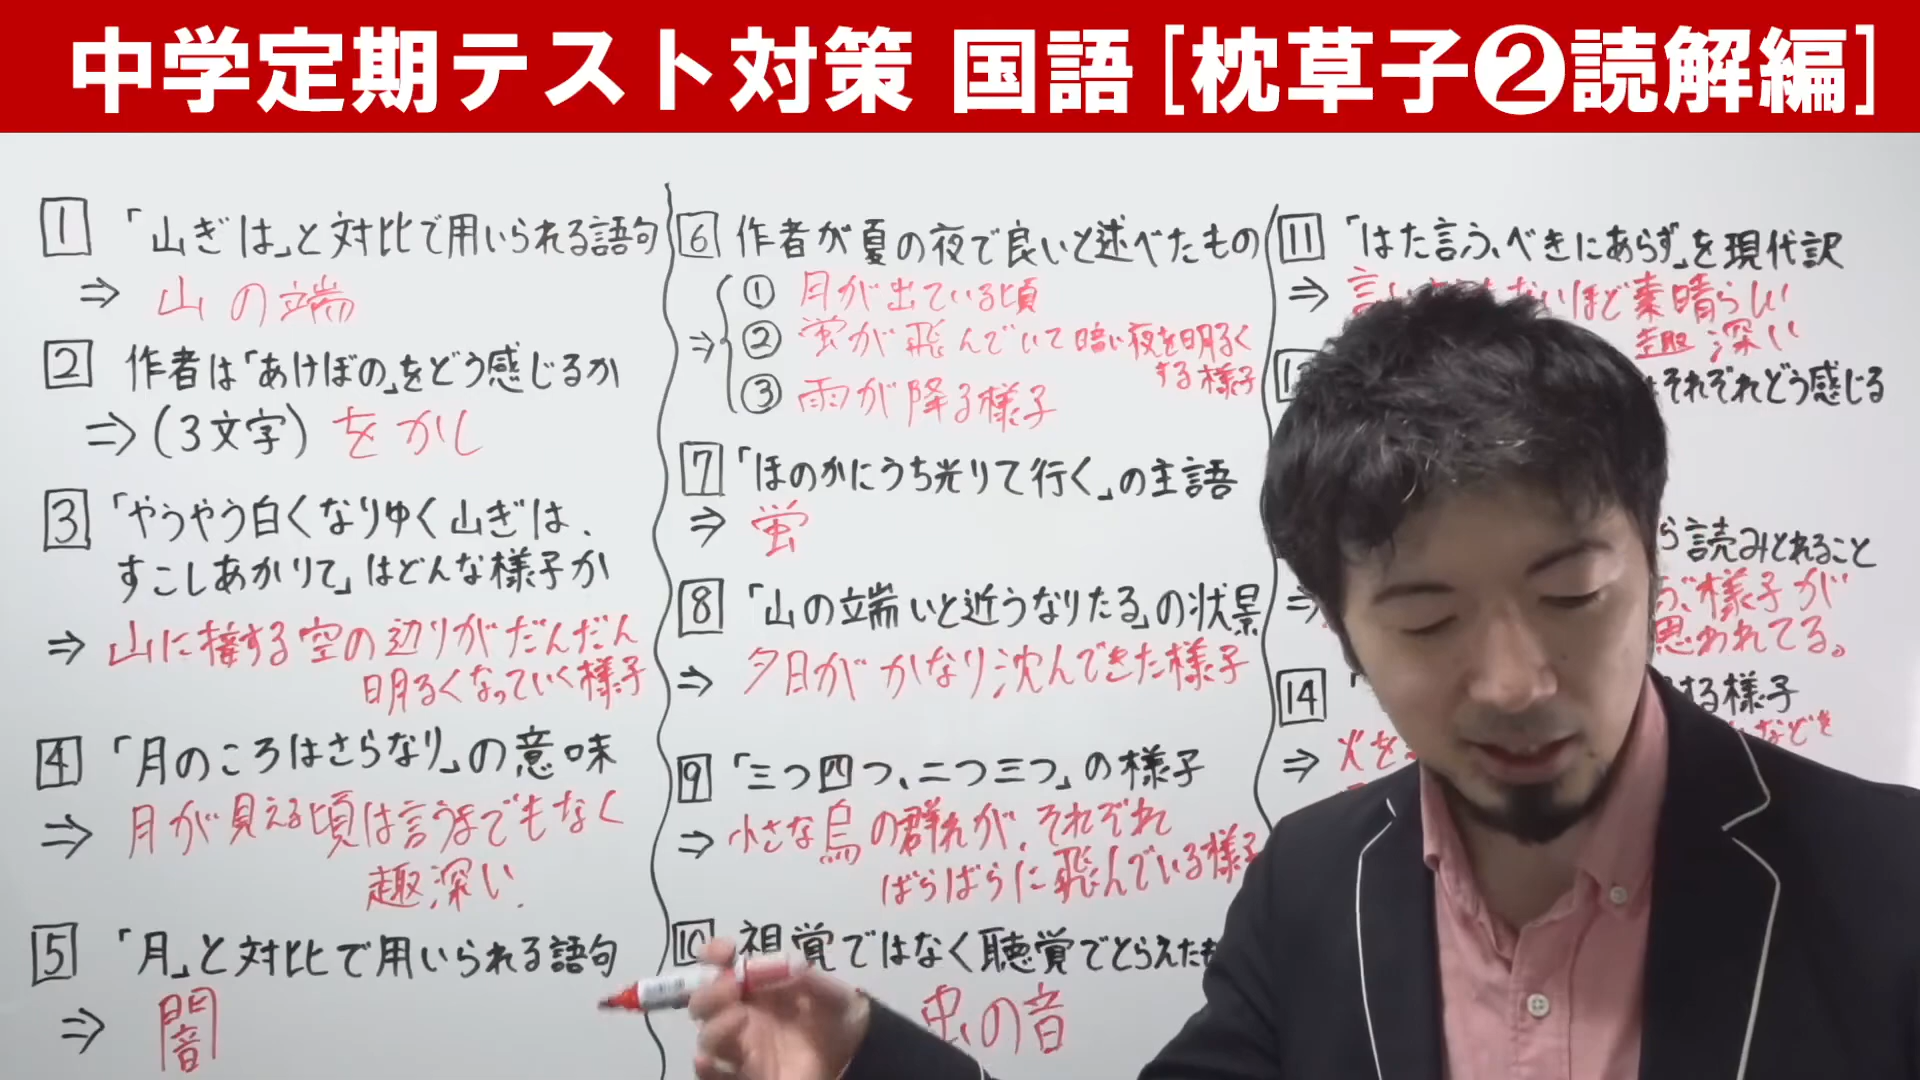 中学定期テスト対策 国語[枕草子❷読解編]
1 「山ぎは」と対比で用いられる語句
⇒ 山の端
2 作者は「あけぼの」をどう感じるか
⇒(3文字) をかし
3 「やうやう白くなりゆく山ぎは、
すこしあかりて」はどんな様子か
⇒ 山に接する空の辺りがだんだん
明るくなっていく様子
4 「月のころはさらなり」の意味
⇒ 月が見える頃は言うまでもなく
趣深い.
5 「月」と対比で用いられる語句
⇒ 闇
6 作者が夏の夜で良いと述べたもの
⇒ ① 月が出ている頃
② 蛍が飛んでいて暗い夜を明るく
する様子
③ 雨が降る様子
7 「ほのかにうち光りて行く」の主語
⇒ 蛍
8 「山の端いと近うなりたる」の状景
⇒ 夕日がかなり沈んできた様子
9 「三つ四つ、二つ三つ」の様子
⇒ 小さな鳥の群れが、それぞれ
ばらばらに飛んでいる様子
10 視覚ではなく聴覚でとらえた
虫の音
11 「はた言う、べきにあらず」を現代訳
⇒ 言い ないほど素晴らしい
趣深い
それぞれどう感じる
ら読みとれること
⇒ 様子が
思われてる。
14 「 する様子
⇒ 火を などを